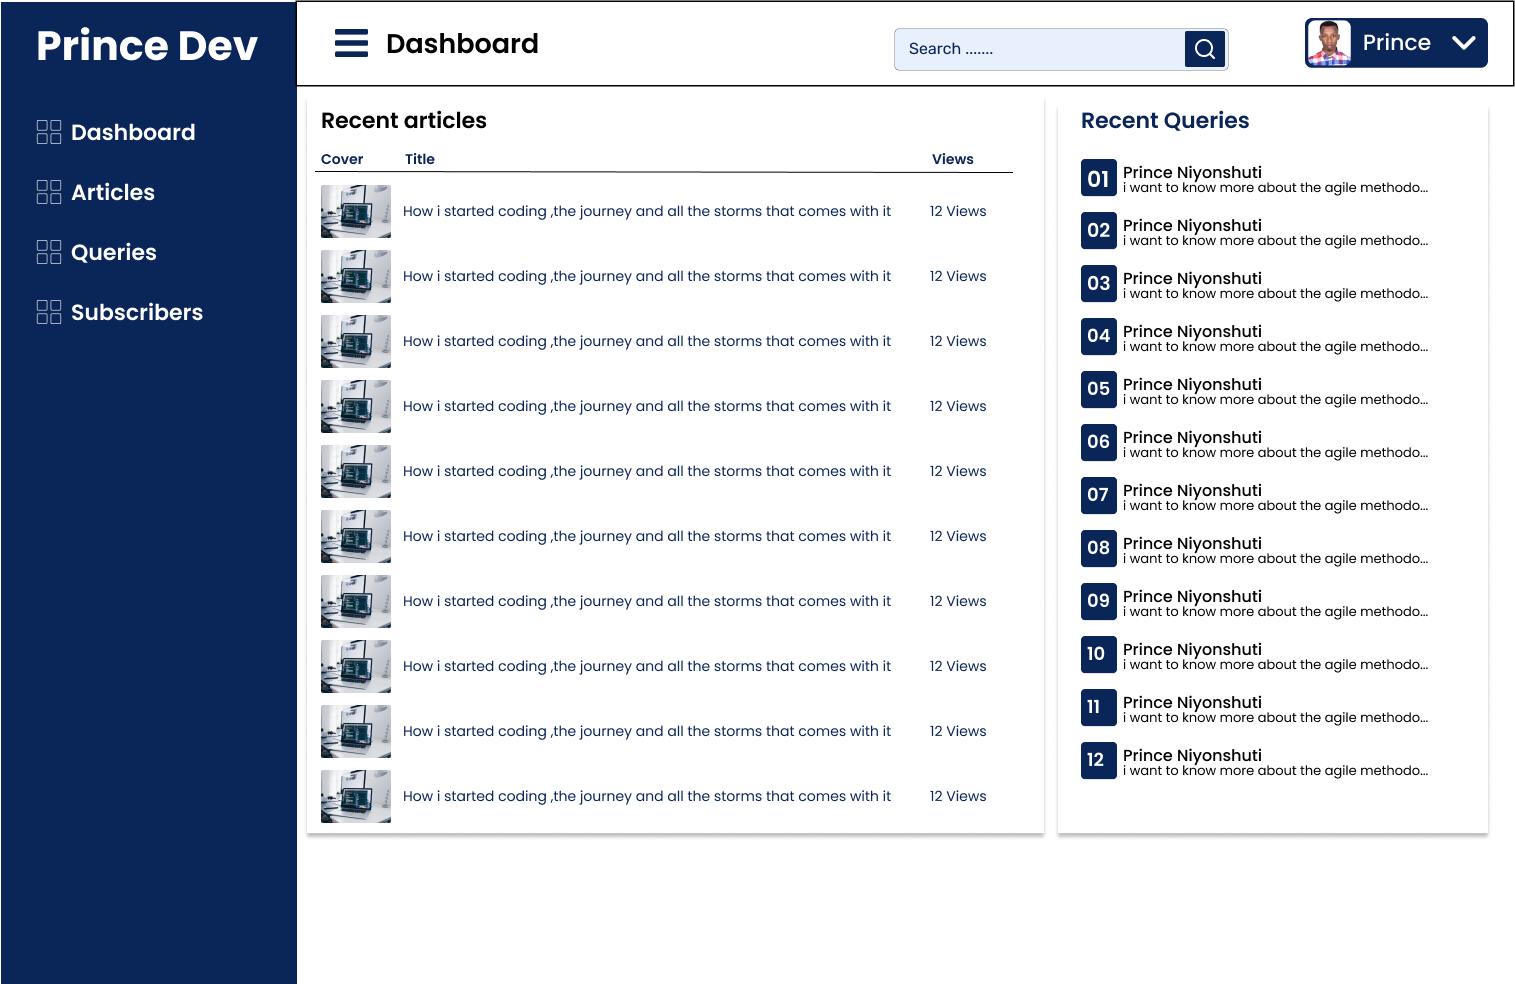 Prince Dev
Dashboard
Articles
Queries
Subscribers
Dashboard
Search .......
Prince
Recent articles
Cover Title Views
How i started coding ,the journey and all the storms that comes with it 12 Views
How i started coding ,the journey and all the storms that comes with it 12 Views
How i started coding ,the journey and all the storms that comes with it 12 Views
How i started coding ,the journey and all the storms that comes with it 12 Views
How i started coding ,the journey and all the storms that comes with it 12 Views
How i started coding ,the journey and all the storms that comes with it 12 Views
How i started coding ,the journey and all the storms that comes with it 12 Views
How i started coding ,the journey and all the storms that comes with it 12 Views
How i started coding ,the journey and all the storms that comes with it 12 Views
How i started coding ,the journey and all the storms that comes with it 12 Views
Recent Queries
01 Prince Niyonshuti
i want to know more about the agile methodo...
02 Prince Niyonshuti
i want to know more about the agile methodo...
03 Prince Niyonshuti
i want to know more about the agile methodo...
04 Prince Niyonshuti
i want to know more about the agile methodo...
05 Prince Niyonshuti
i want to know more about the agile methodo...
06 Prince Niyonshuti
i want to know more about the agile methodo...
07 Prince Niyonshuti
i want to know more about the agile methodo...
08 Prince Niyonshuti
i want to know more about the agile methodo...
09 Prince Niyonshuti
i want to know more about the agile methodo...
10 Prince Niyonshuti
i want to know more about the agile methodo...
11 Prince Niyonshuti
i want to know more about the agile methodo...
12 Prince Niyonshuti
i want to know more about the agile methodo...